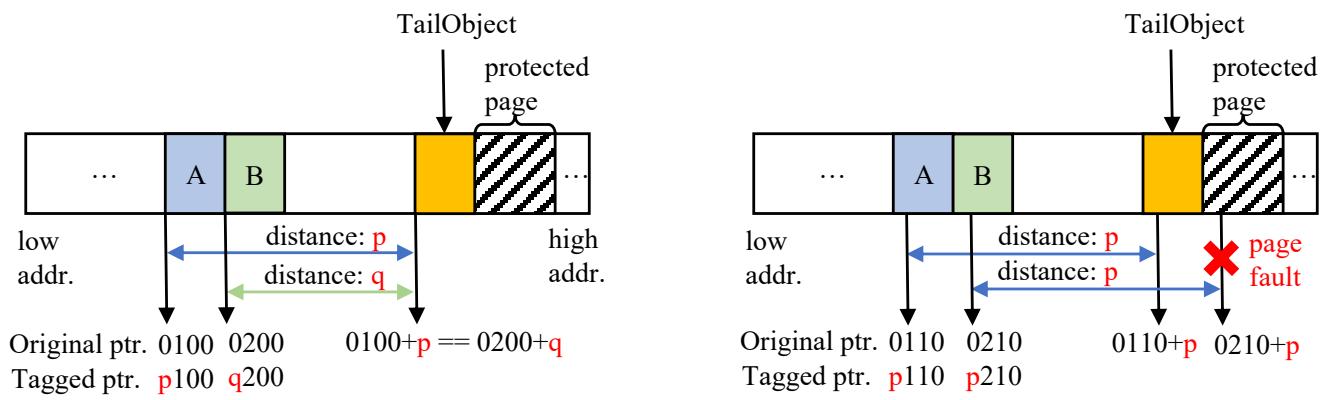 TailObject
protected
page
… A B …
low
addr.
distance: p
distance: q
high
addr.
Original ptr. 0100 0200 0100+p == 0200+q
Tagged ptr. p100 q200
TailObject
protected
page
… A B …
low
addr.
distance: p
distance: p
page
fault
Original ptr. 0110 0210 0110+p 0210+p
Tagged ptr. p110 p210